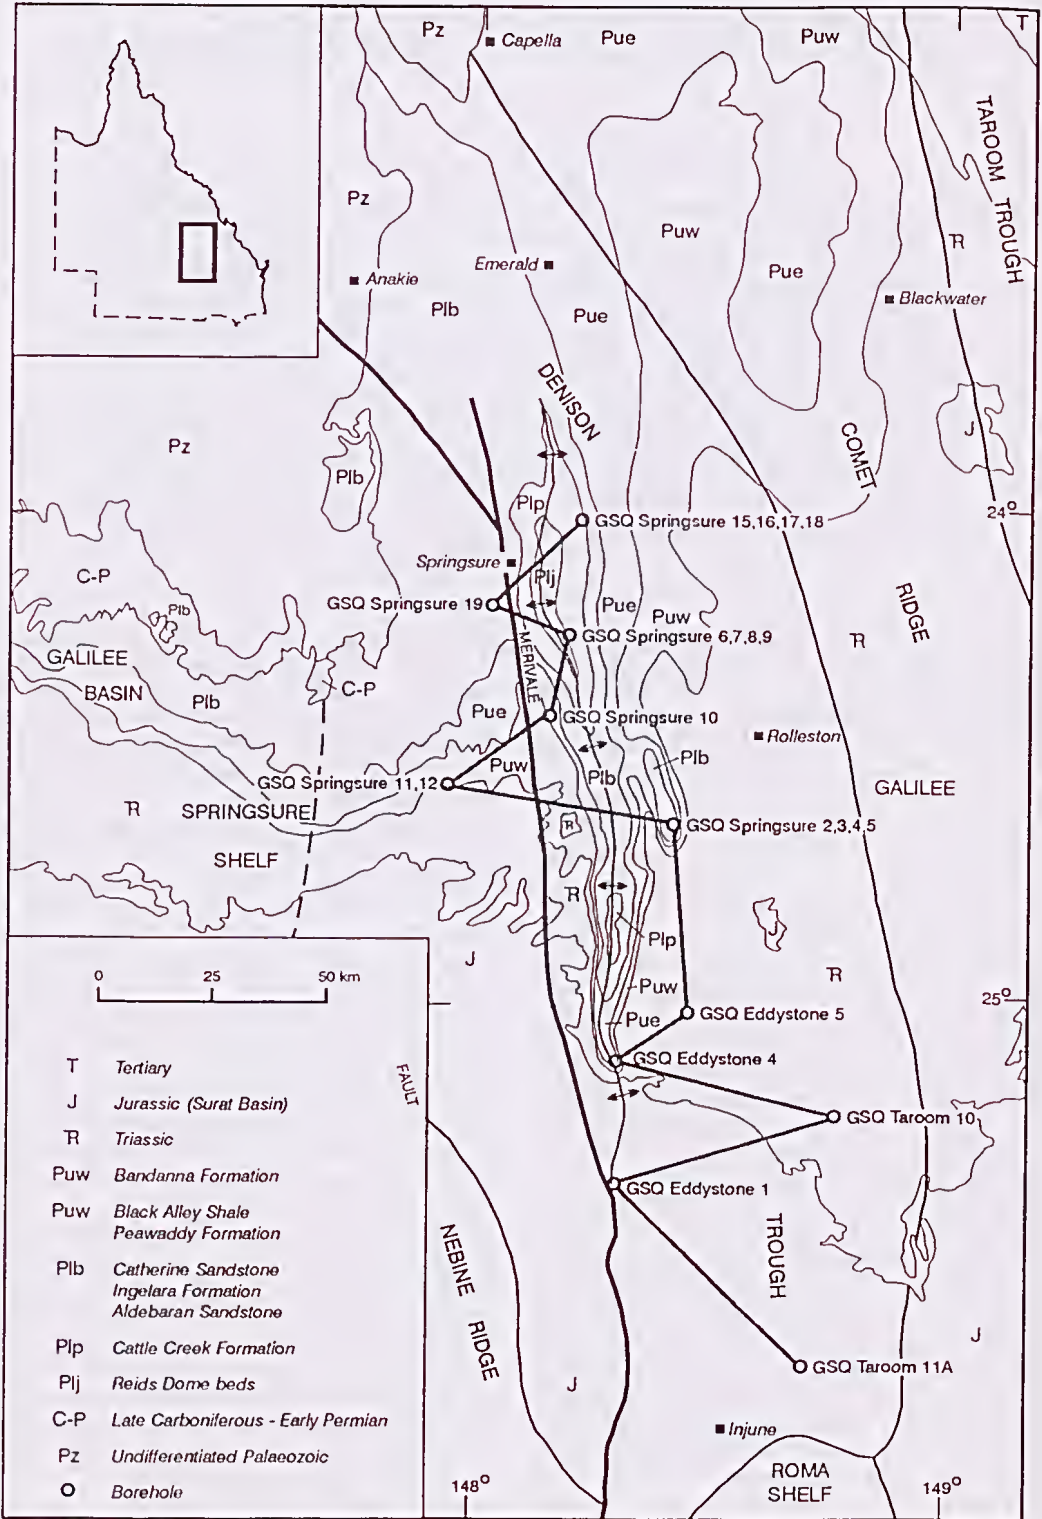 Pz
Capella
Pue
Puw
T
TAROOM TROUGH
Pz
Puw
Ꞧ
Emerald
Pue
Anakie
Blackwater
Plb
Pue
DENISON
COMET
J
Pz
Plb
Plp
24°
GSQ Springsure 15,16,17,18
Springsure
Plj
C-P
GSQ Springsure 19
Pue
Puw
RIDGE
Plb
GSQ Springsure 6,7,8,9
Ꞧ
MERIVALE
GALILEE
C-P
BASIN
Plb
Pue
GSQ Springsure 10
Rolleston
Plb
Puw
Plb
GSQ Springsure 11,12
GALILEE
Ꞧ
SPRINGSURE
GSQ Springsure 2,3,4,5
Ꞧ
SHELF
Ꞧ
J
Plp
J
Ꞧ
Puw
25°
Pue
GSQ Eddystone 5
GSQ Eddystone 4
FAULT
GSQ Taroom 10
GSQ Eddystone 1
TROUGH
NEBINE RIDGE
J
GSQ Taroom 11A
J
Injune
ROMA
SHELF
148°
149°
0 25 50 km
T Tertiary
J Jurassic (Surat Basin)
Ꞧ Triassic
Puw Bandanna Formation
Puw Black Alley Shale
Peawaddy Formation
Plb Catherine Sandstone
Ingelara Formation
Aldebaran Sandstone
Plp Cattle Creek Formation
Plj Reids Dome beds
C-P Late Carboniferous - Early Permian
Pz Undifferentiated Palaeozoic
Borehole